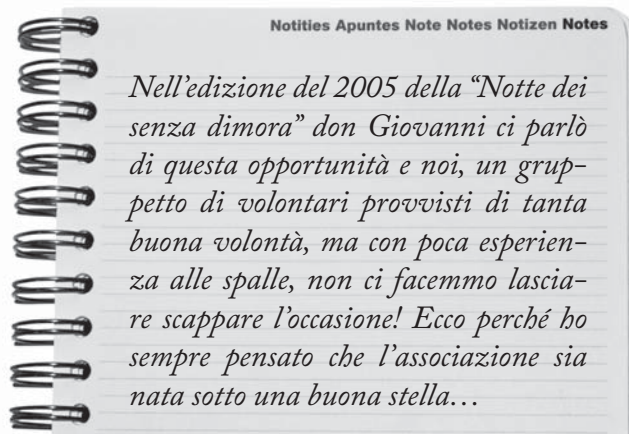 Notities Apuntes Note Notes Notizen Notes
Nell'edizione del 2005 della “Notte dei
senza dimora” don Giovanni ci parlò
di questa opportunità e noi, un grup-
petto di volontari provvisti di tanta
buona volontà, ma con poca esperien-
za alle spalle, non ci facemmo lascia-
re scappare l'occasione! Ecco perché ho
sempre pensato che l'associazione sia
nata sotto una buona stella…